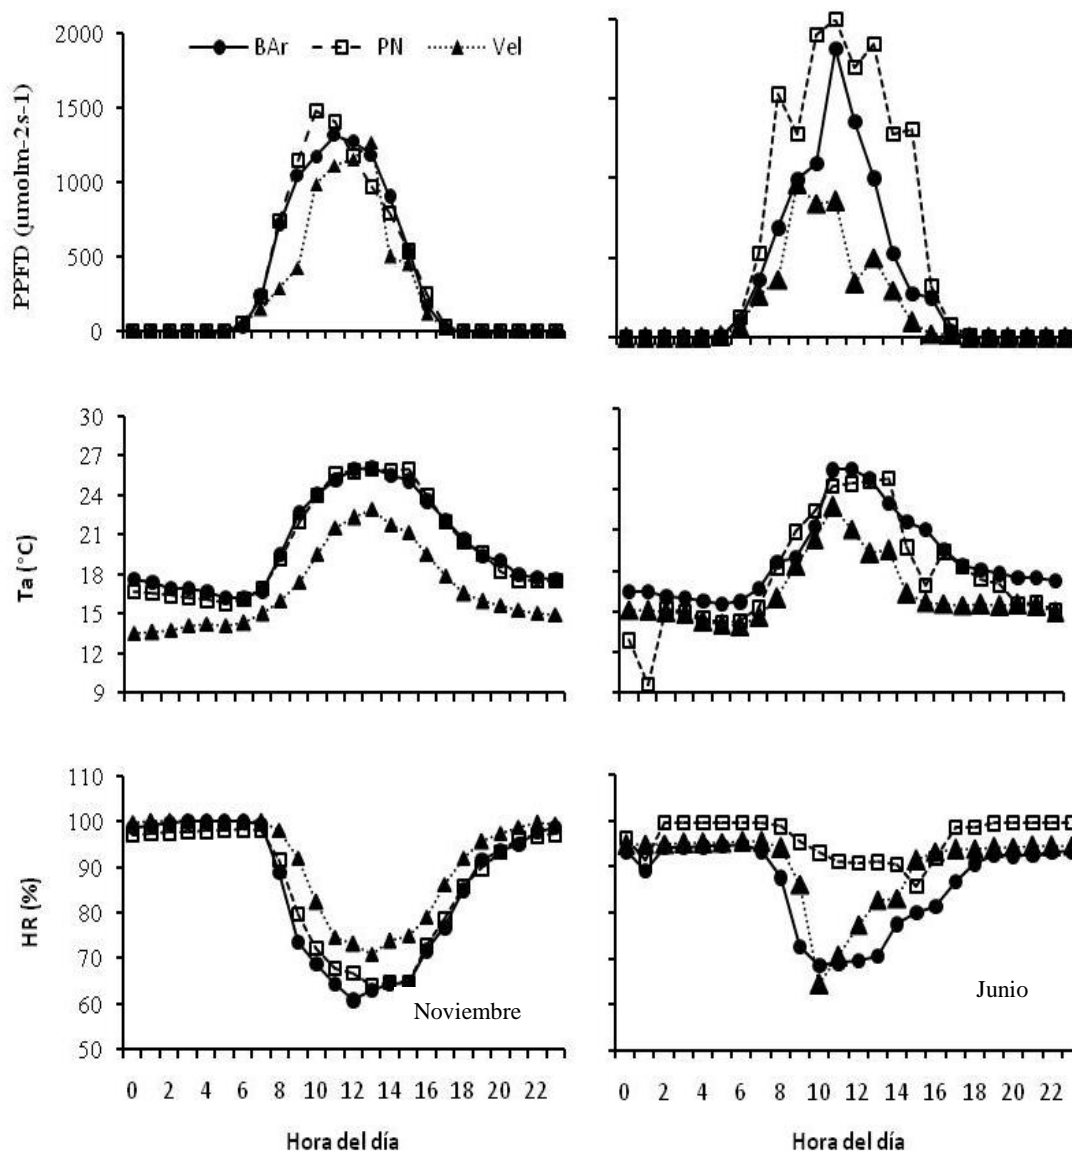 BAr PN Vel
PPFD (µmolm-2s-1)
2000
1500
1000
500
0
Ta (°C)
30
27
24
21
18
15
12
9
HR (%)
110
100
90
80
70
60
50
Noviembre
Junio
0 2 4 6 8 10 12 14 16 18 20 22
0 2 4 6 8 10 12 14 16 18 20 22
Hora del día
Hora del día